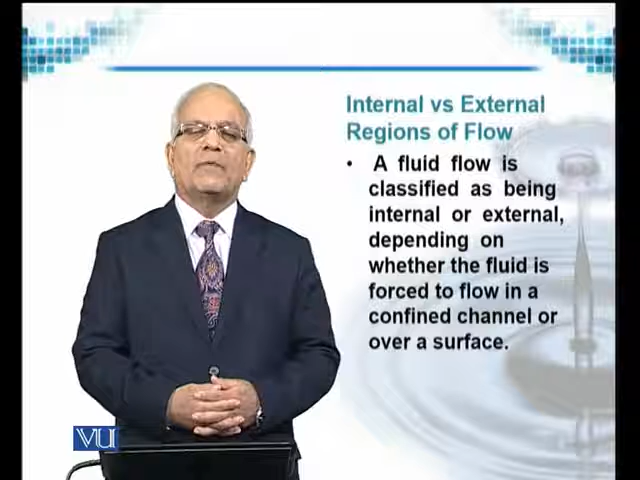 Internal vs External
Regions of Flow
• A fluid flow is
classified as being
internal or external,
depending on
whether the fluid is
forced to flow in a
confined channel or
over a surface.
VU